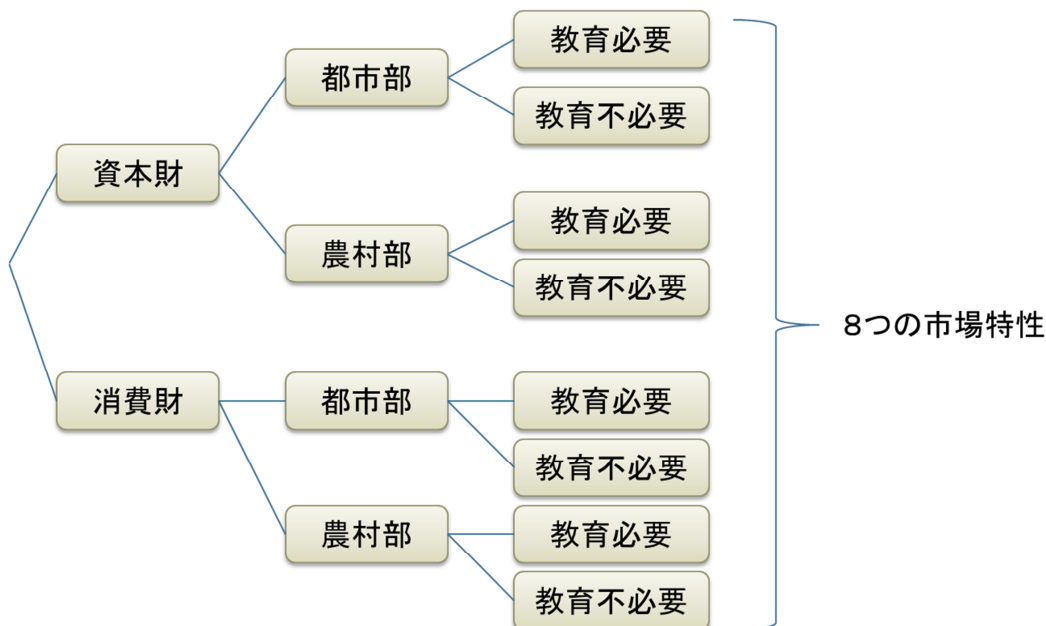 資本財
都市部
教育必要
教育不必要
農村部
教育必要
教育不必要
消費財
都市部
教育必要
教育不必要
農村部
教育必要
教育不必要
8つの市場特性